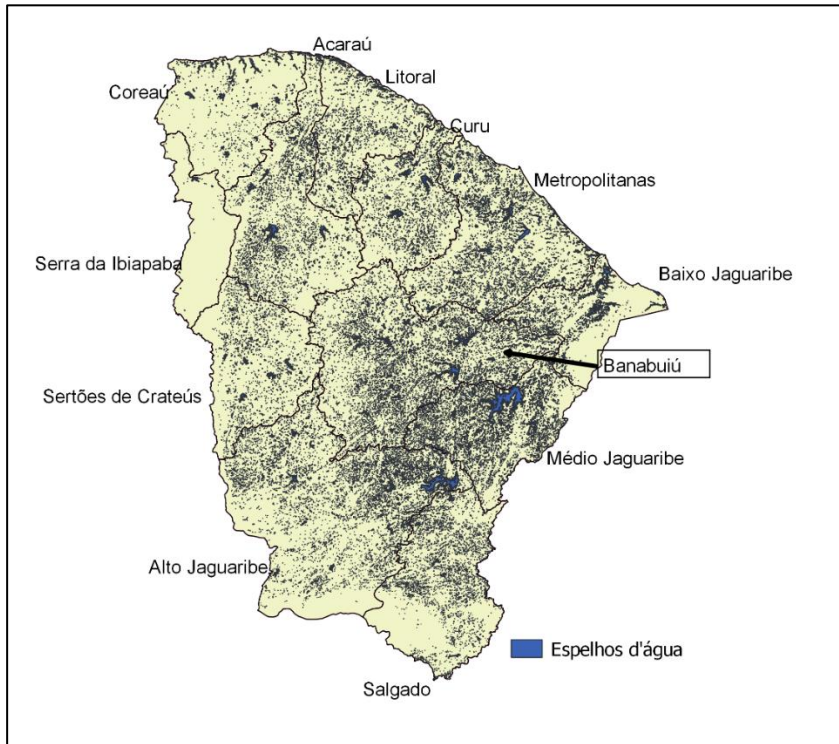 Acaraú
Litoral
Coreaú
Curu
Metropolitanas
Serra da Ibiapaba
Baixo Jaguaribe
Banabuiú
Sertões de Crateús
Médio Jaguaribe
Alto Jaguaribe
Espelhos d'água
Salgado